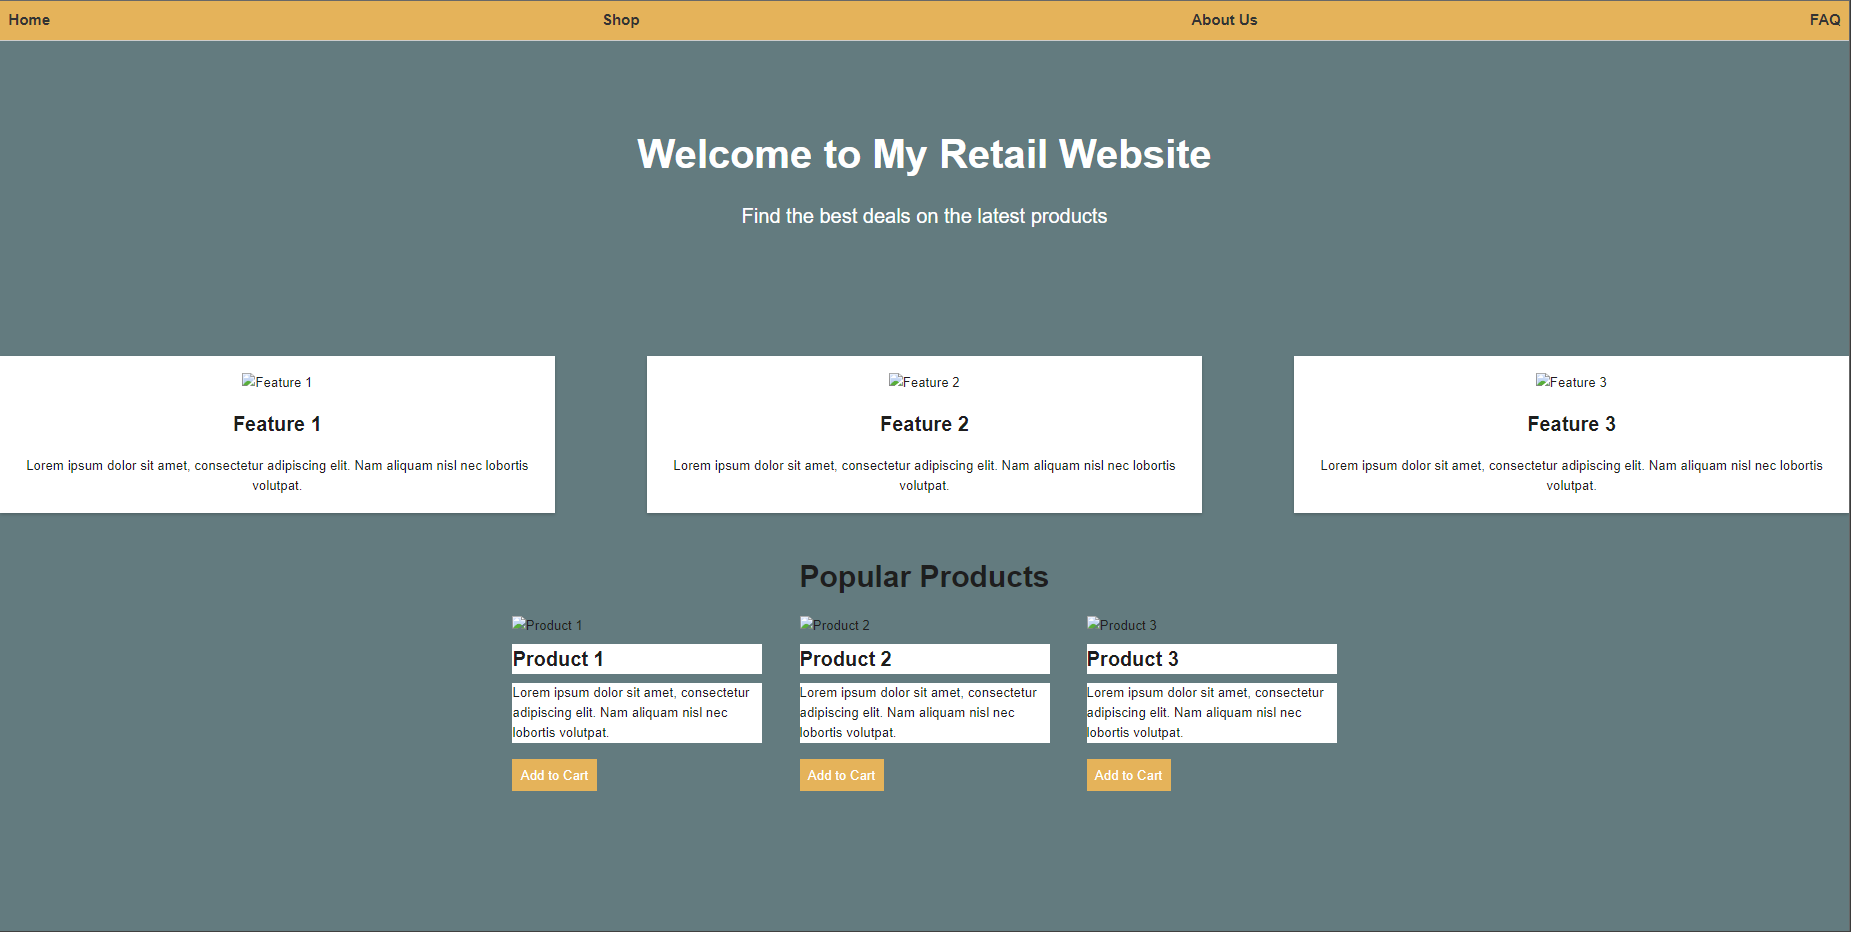 Home Shop About Us FAQ
Welcome to My Retail Website
Find the best deals on the latest products
Feature 1
Feature 1
Lorem ipsum dolor sit amet, consectetur adipiscing elit. Nam aliquam nisl nec lobortis
volutpat.
Feature 2
Feature 2
Lorem ipsum dolor sit amet, consectetur adipiscing elit. Nam aliquam nisl nec lobortis
volutpat.
Feature 3
Feature 3
Lorem ipsum dolor sit amet, consectetur adipiscing elit. Nam aliquam nisl nec lobortis
volutpat.
Popular Products
Product 1
Product 1
Lorem ipsum dolor sit amet, consectetur
adipiscing elit. Nam aliquam nisl nec
lobortis volutpat.
Add to Cart
Product 2
Product 2
Lorem ipsum dolor sit amet, consectetur
adipiscing elit. Nam aliquam nisl nec
lobortis volutpat.
Add to Cart
Product 3
Product 3
Lorem ipsum dolor sit amet, consectetur
adipiscing elit. Nam aliquam nisl nec
lobortis volutpat.
Add to Cart